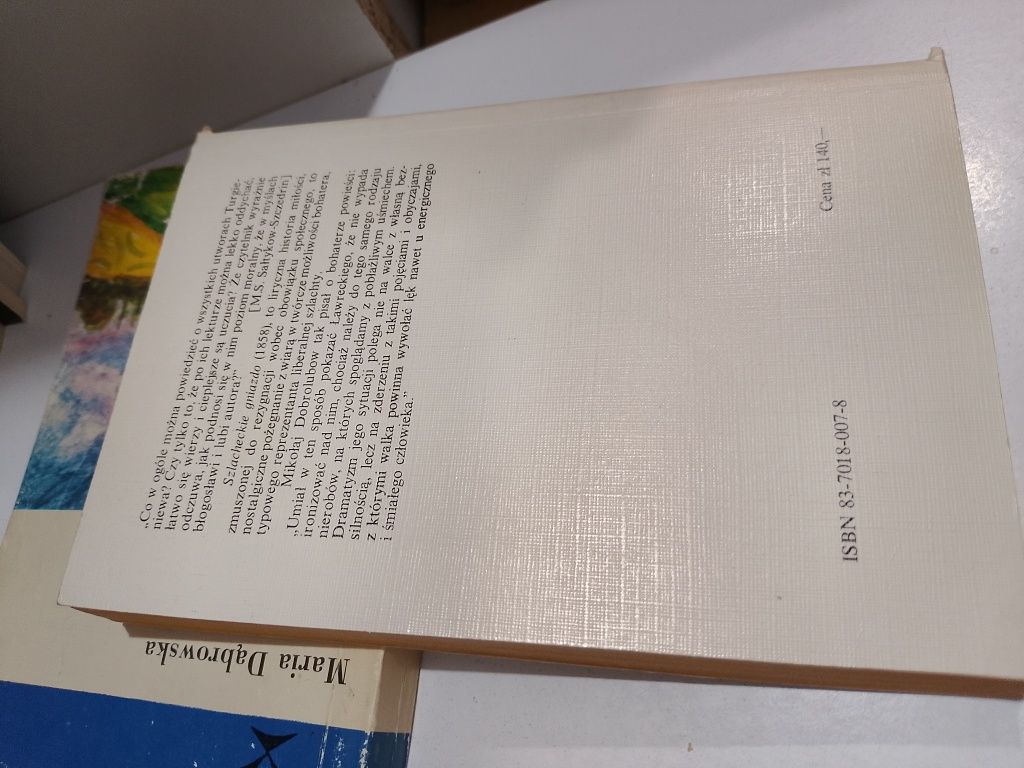 „Co w ogóle można powiedzieć o wszystkich utworach Turgie-
niewa? Czy tylko to, że po ich lekturze można lekko oddychać,
łatwo się wierzy i cieplejsze są uczucia? Że czytelnik wyraźnie
odczuwa, jak podnosi się w nim poziom moralny, że w myślach
błogosławi i lubi autora?"
[M.S. Sałtykow-Szczedrin]
Szlacheckie gniazdo (1858), to liryczna historia miłości,
zmuszonej do rezygnacji wobec obowiązku społecznego, to
nostalgiczne pożegnanie z wiarą w twórcze możliwości bohatera,
typowego reprezentanta liberalnej szlachty.
Mikołaj Dobrolubow tak pisał o bohaterze powieści:
„Umiał w ten sposób pokazać Ławreckiego, że nie wypada
ironizować nad nim, chociaż należy do tego samego rodzaju
nierobów, na których spoglądamy z pobłażliwym uśmiechem.
Dramatyzm jego sytuacji polega nie na walce z własną bez-
silnością, lecz na zderzeniu z takimi pojęciami i obyczajami,
z którymi walka powinna wywołać lęk nawet u energicznego
i śmiałego człowieka."
ISBN 83-7018-007-8
Cena zł 140,—
Maria Dąbrowska